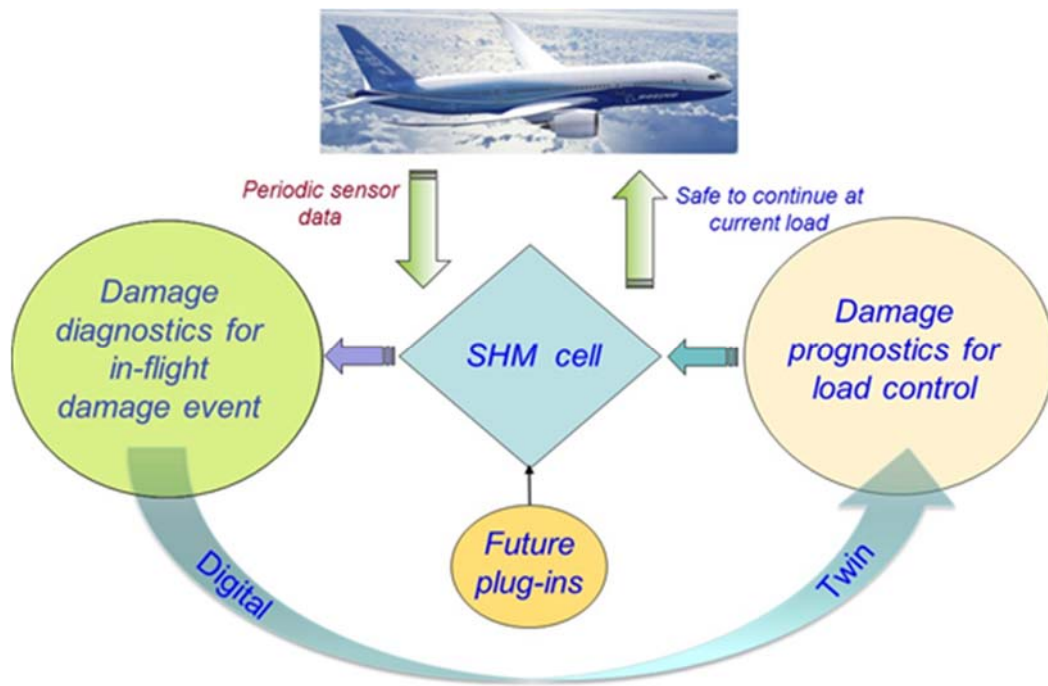 BOEING
Periodic sensor
data
Safe to continue at
current load
Damage
diagnostics for
in-flight
damage event
SHM cell
Damage
prognostics for
load control
Future
plug-ins
Digital
Twin